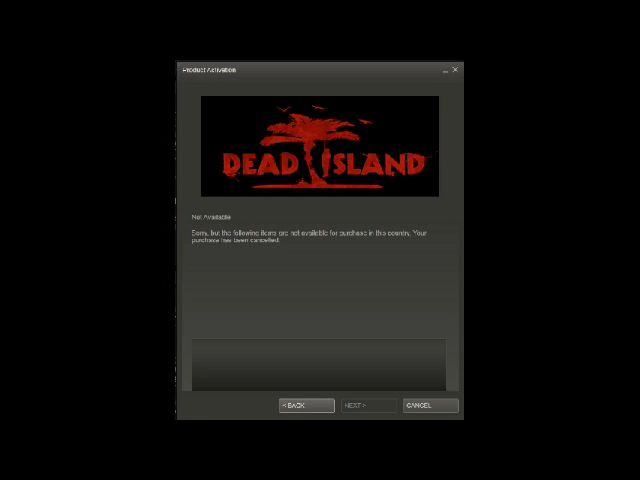 Product Activation
DEAD ISLAND
Not Available
Sorry, but the following items are not available for purchase in this country. Your
purchase has been cancelled.
< BACK
NEXT >
CANCEL